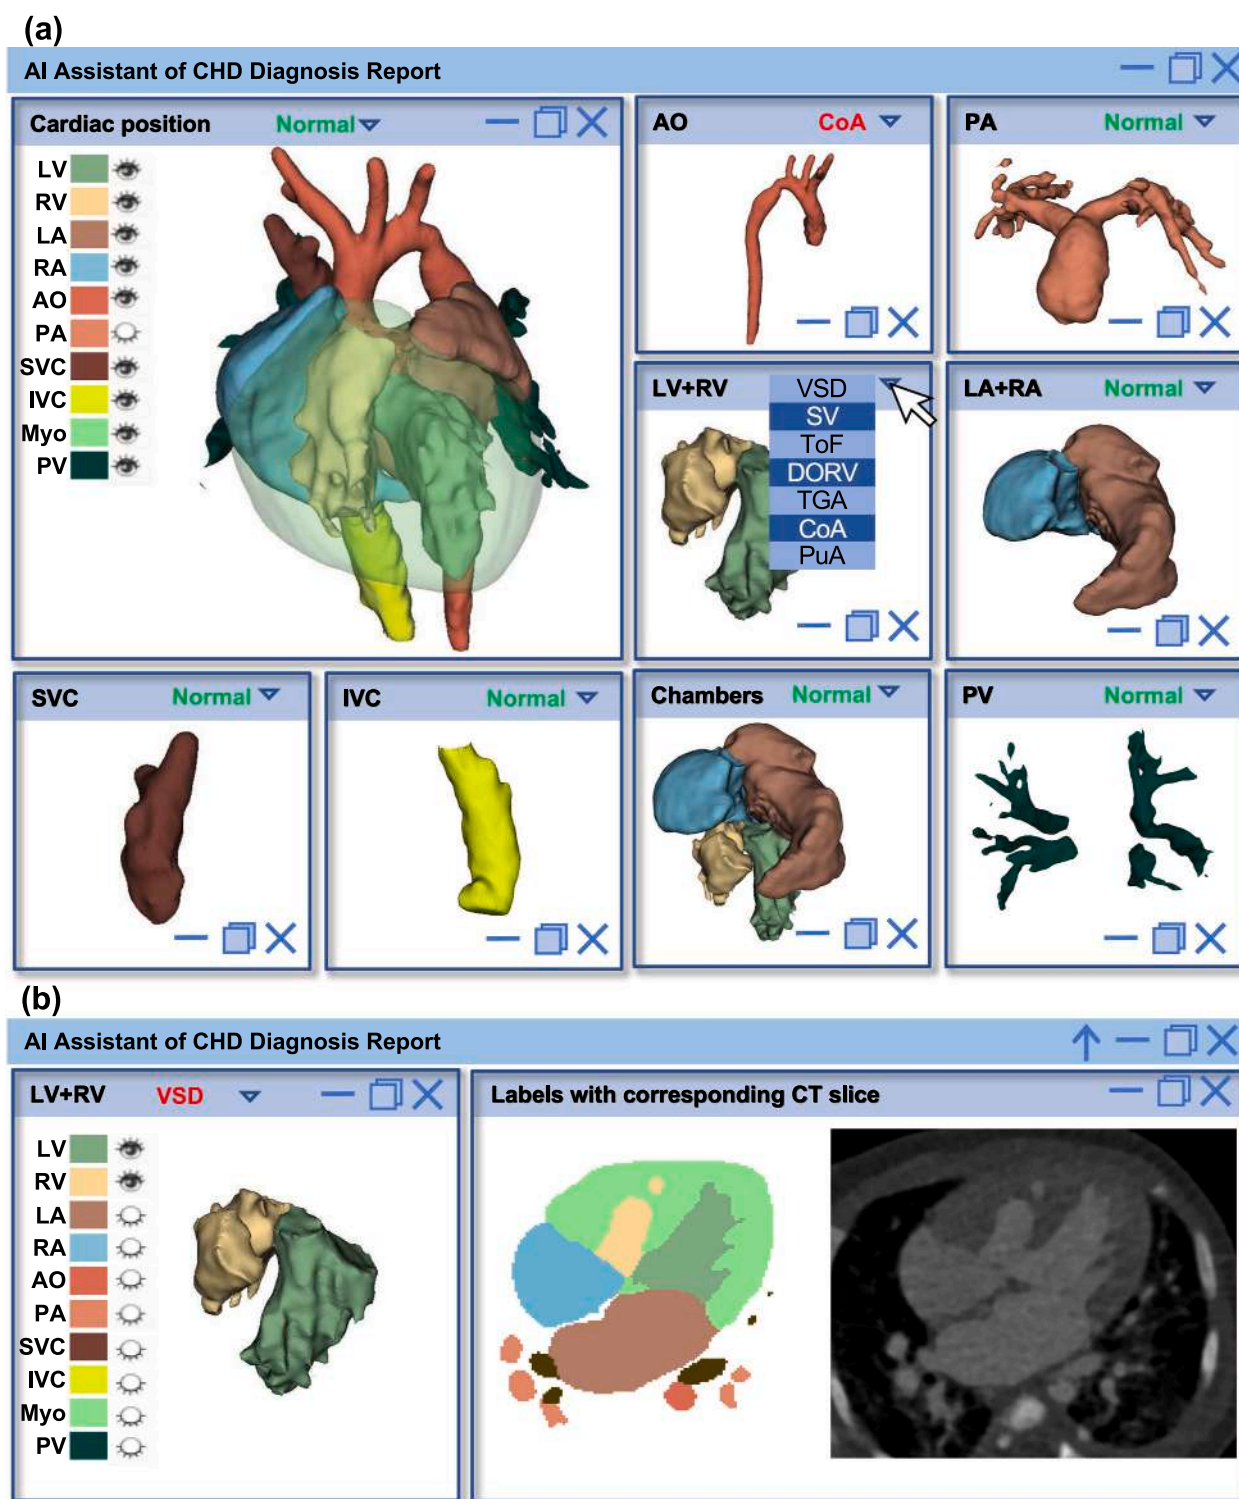 (a)
AI Assistant of CHD Diagnosis Report
Cardiac position Normal
LV
RV
LA
RA
AO
PA
SVC
IVC
Myo
PV
AO CoA
PA Normal
LV+RV
VSD
SV
ToF
DORV
TGA
CoA
PuA
LA+RA Normal
SVC Normal
IVC Normal
Chambers Normal
PV Normal
(b)
AI Assistant of CHD Diagnosis Report
LV+RV VSD
LV
RV
LA
RA
AO
PA
SVC
IVC
Myo
PV
Labels with corresponding CT slice